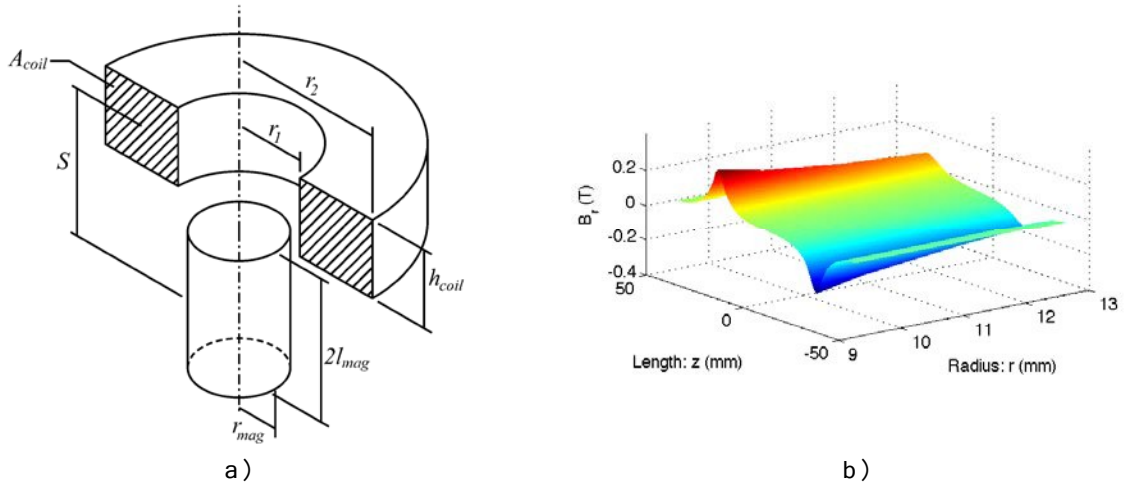 A_coil
r_2
r_1
S
h_coil
2l_mag
r_mag
a)
0.2
0
-0.2
-0.4
B_r (T)
50
0
-50
Length: z (mm)
9
10
11
12
13
Radius: r (mm)
b)